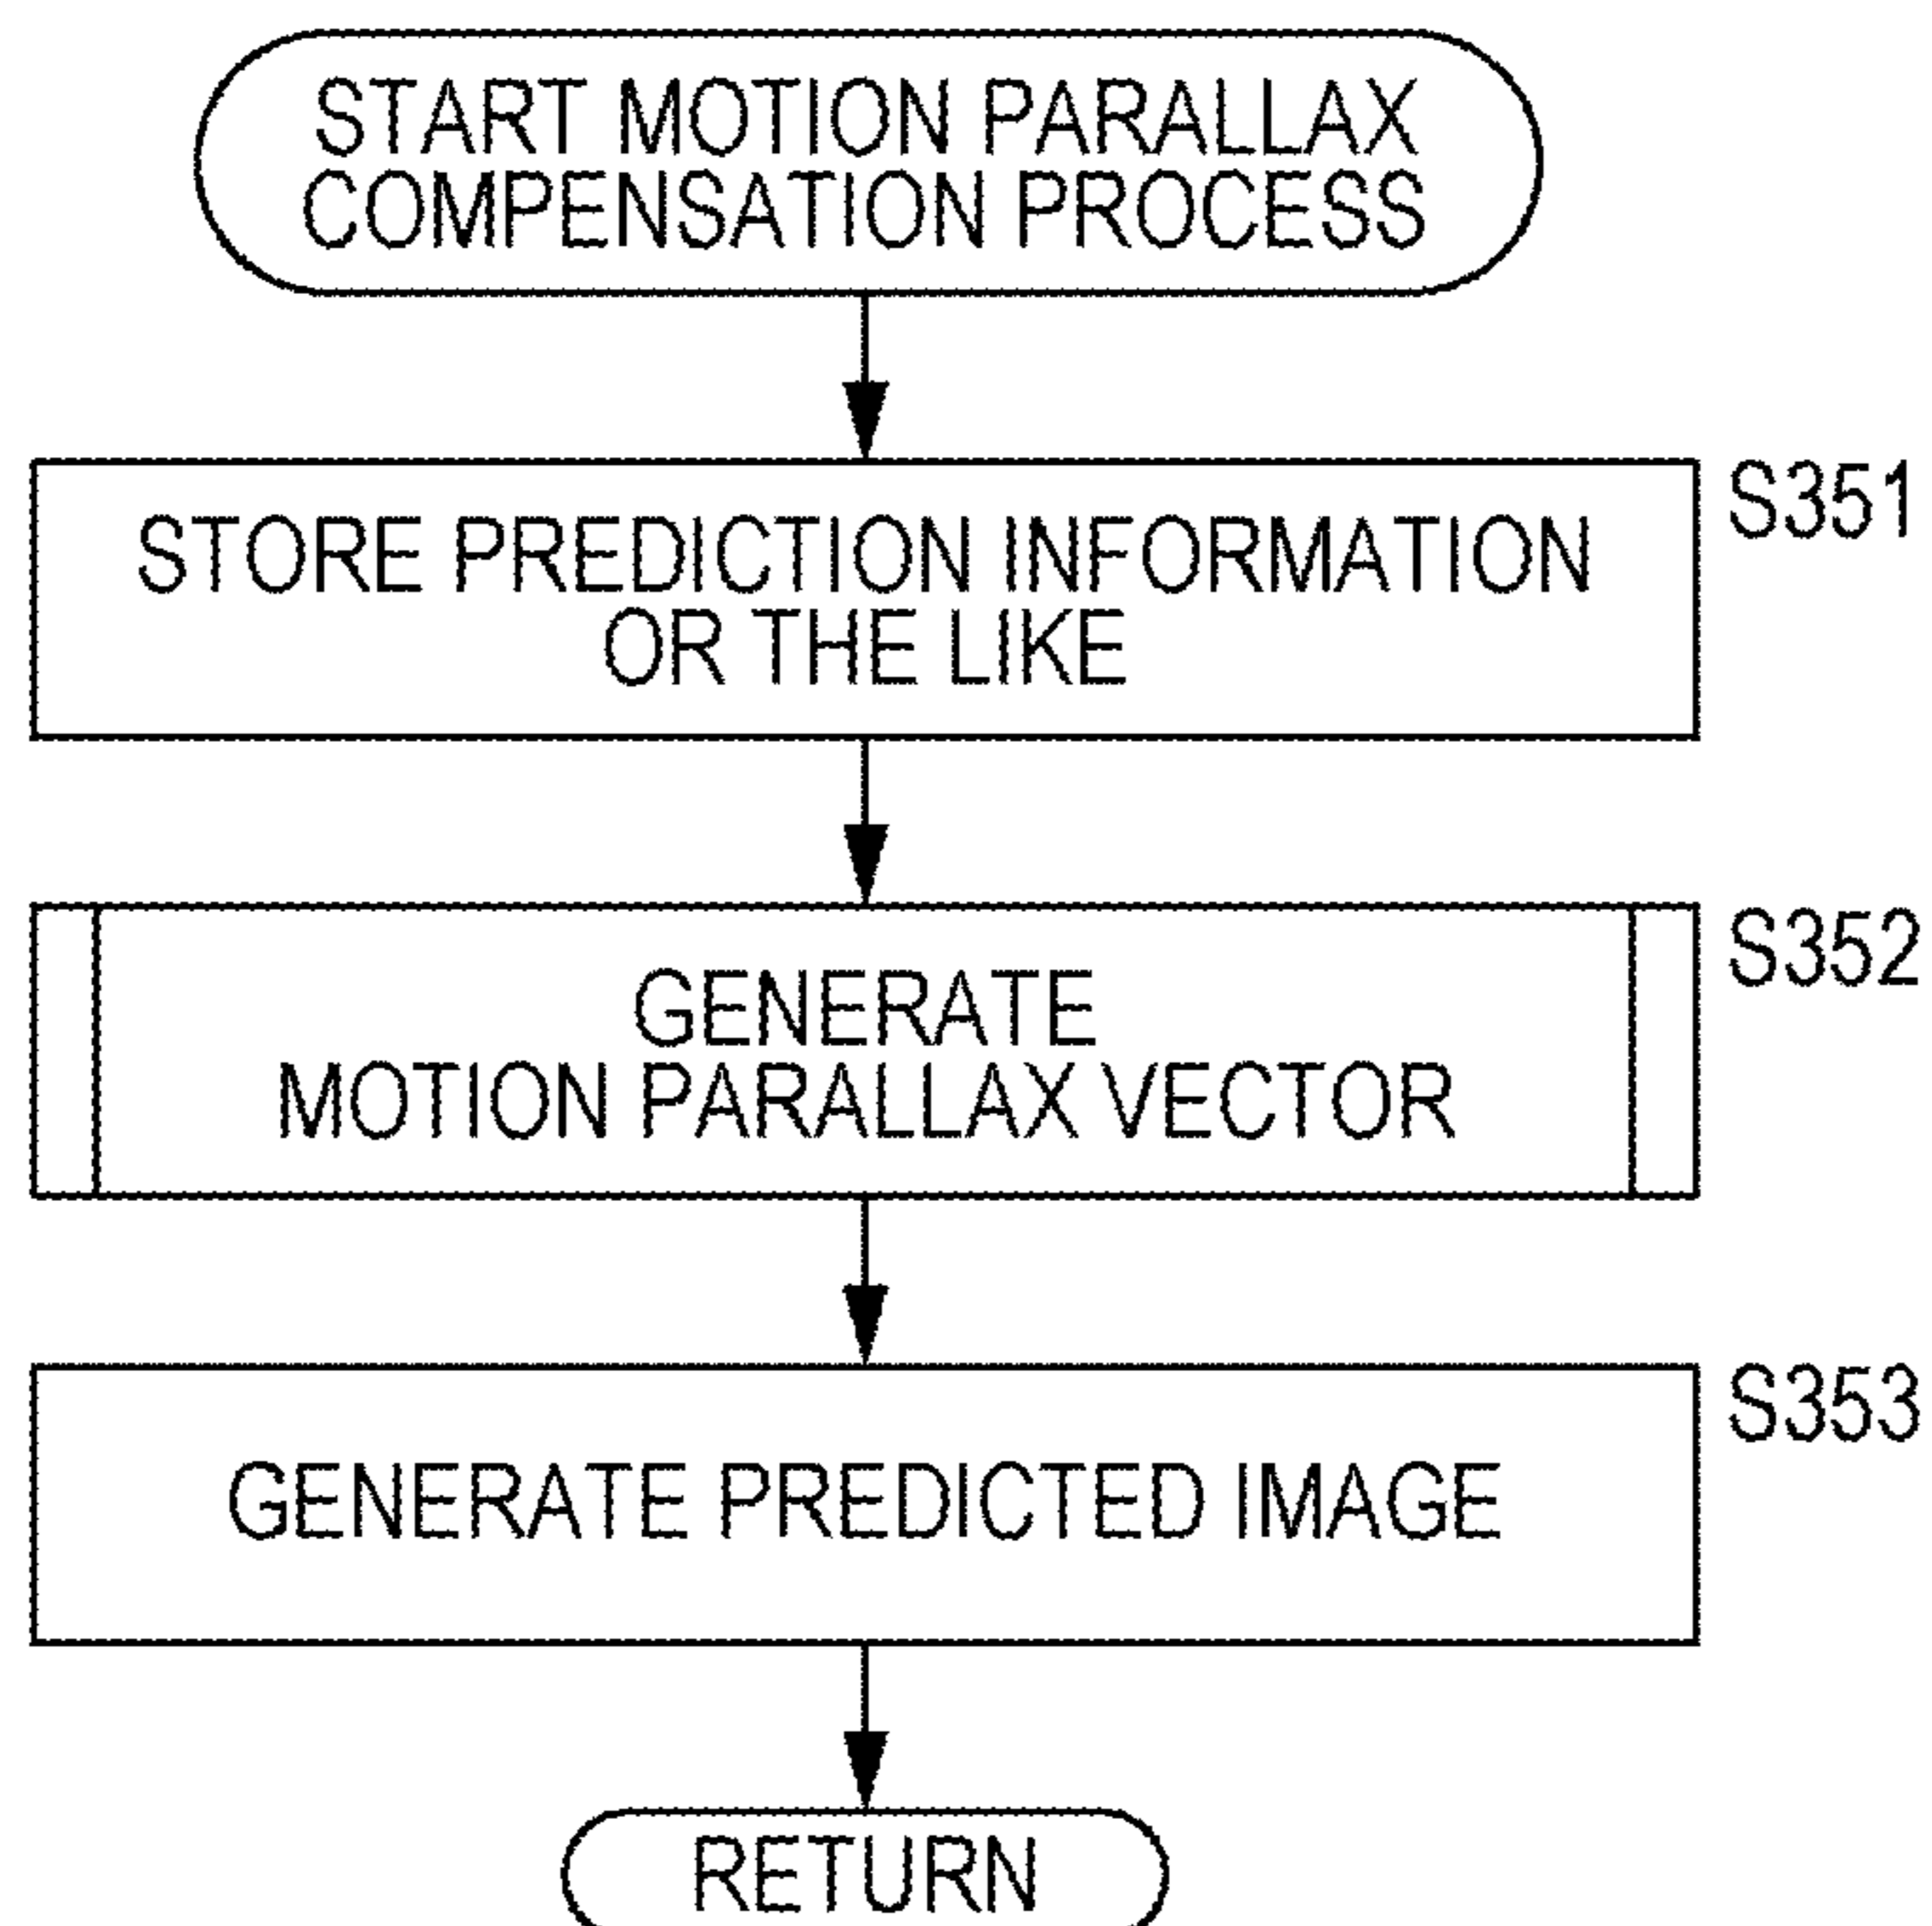 START MOTION PARALLAX
COMPENSATION PROCESS
S351
STORE PREDICTION INFORMATION
OR THE LIKE
S352
GENERATE
MOTION PARALLAX VECTOR
S353
GENERATE PREDICTED IMAGE
RETURN